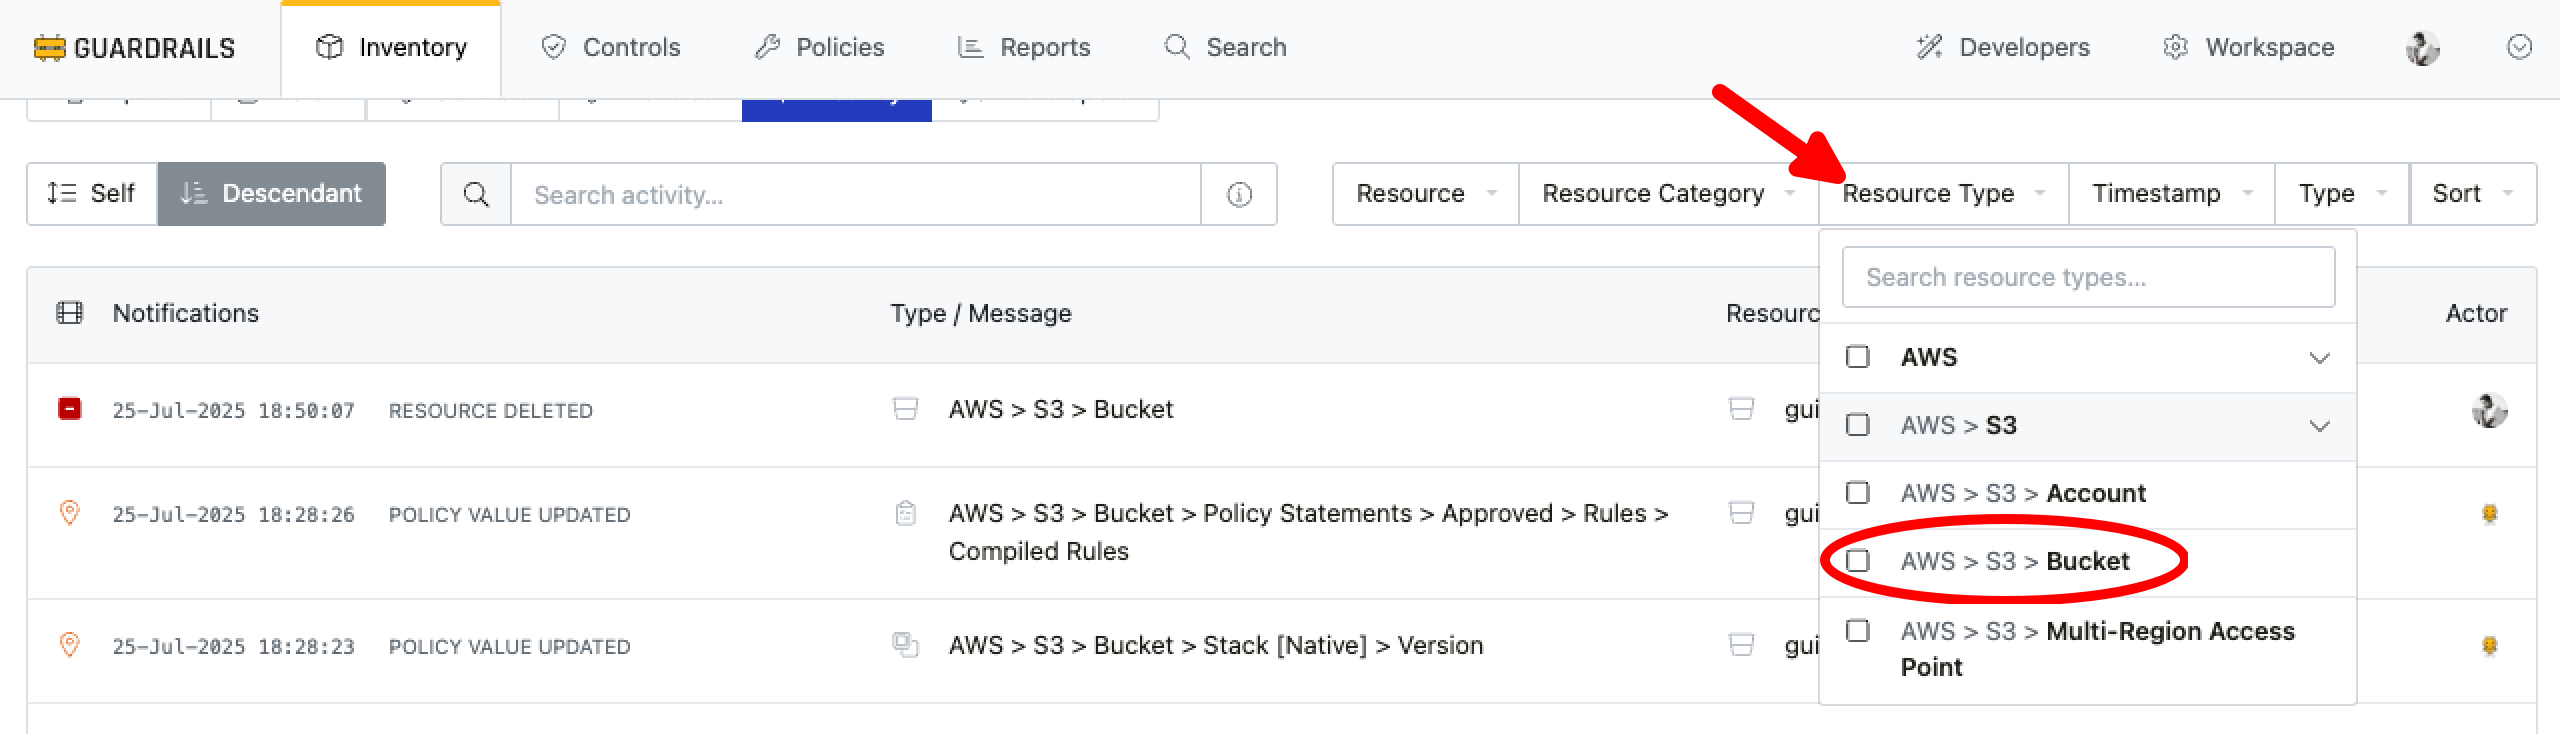 GUARDRAILS Inventory Controls Policies Reports Search Developers Workspace
Self Descendant Search activity... Resource Resource Category Resource Type Timestamp Type Sort
Search resource types...
Notifications Type / Message Resourc Actor
AWS
25-Jul-2025 18:50:07 RESOURCE DELETED AWS > S3 > Bucket gui
AWS > S3
AWS > S3 > Account
25-Jul-2025 18:28:26 POLICY VALUE UPDATED AWS > S3 > Bucket > Policy Statements > Approved > Rules > gui
Compiled Rules
AWS > S3 > Bucket
25-Jul-2025 18:28:23 POLICY VALUE UPDATED AWS > S3 > Bucket > Stack [Native] > Version gui
AWS > S3 > Multi-Region Access
Point